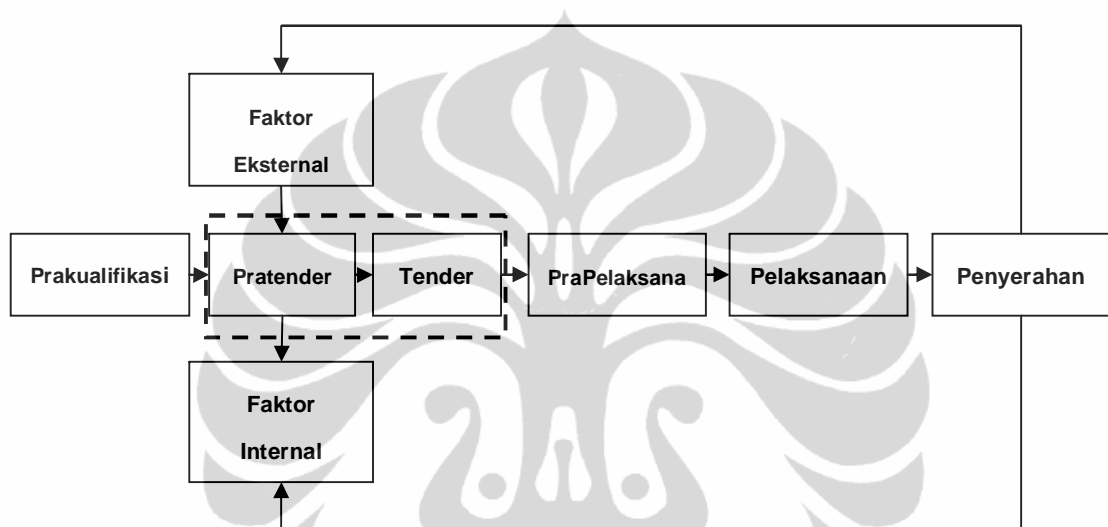 Faktor
Eksternal
Prakualifikasi
Pratender
Tender
PraPelaksana
Pelaksanaan
Penyerahan
Faktor
Internal